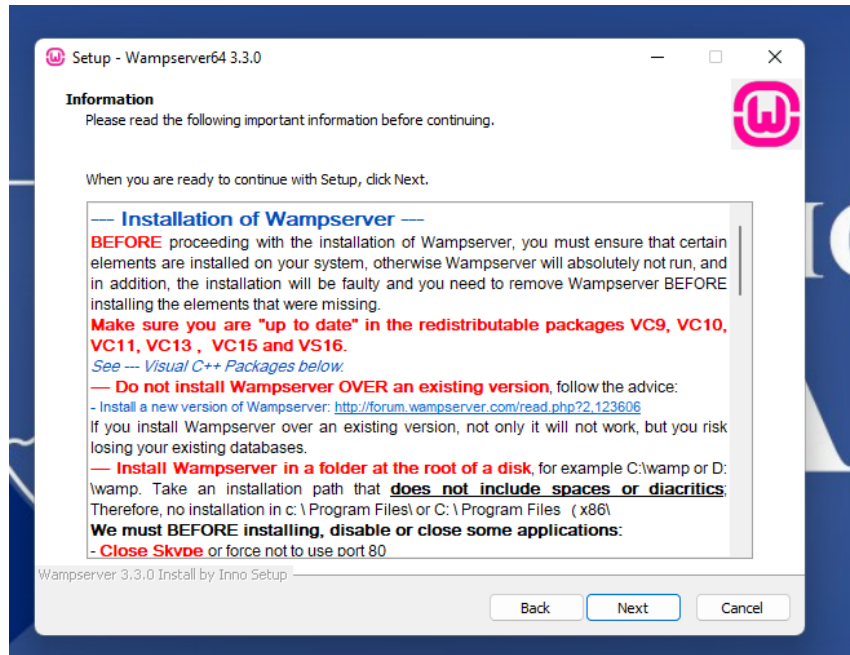 Setup - Wampserver64 3.3.0
Information
Please read the following important information before continuing.
When you are ready to continue with Setup, click Next.
--- Installation of Wampserver ---
BEFORE proceeding with the installation of Wampserver, you must ensure that certain
elements are installed on your system, otherwise Wampserver will absolutely not run, and
in addition, the installation will be faulty and you need to remove Wampserver BEFORE
installing the elements that were missing.
Make sure you are "up to date" in the redistributable packages VC9, VC10,
VC11, VC13 , VC15 and VS16.
See --- Visual C++ Packages below.
— Do not install Wampserver OVER an existing version, follow the advice:
- Install a new version of Wampserver: http://forum.wampserver.com/read.php?2,123606
If you install Wampserver over an existing version, not only it will not work, but you risk
losing your existing databases.
— Install Wampserver in a folder at the root of a disk, for example C:\wamp or D:
\wamp. Take an installation path that does not include spaces or diacritics;
Therefore, no installation in c: \ Program Files\ or C: \ Program Files (x86\
We must BEFORE installing, disable or close some applications:
- Close Skype or force not to use port 80
Wampserver 3.3.0 Install by Inno Setup
Back
Next
Cancel